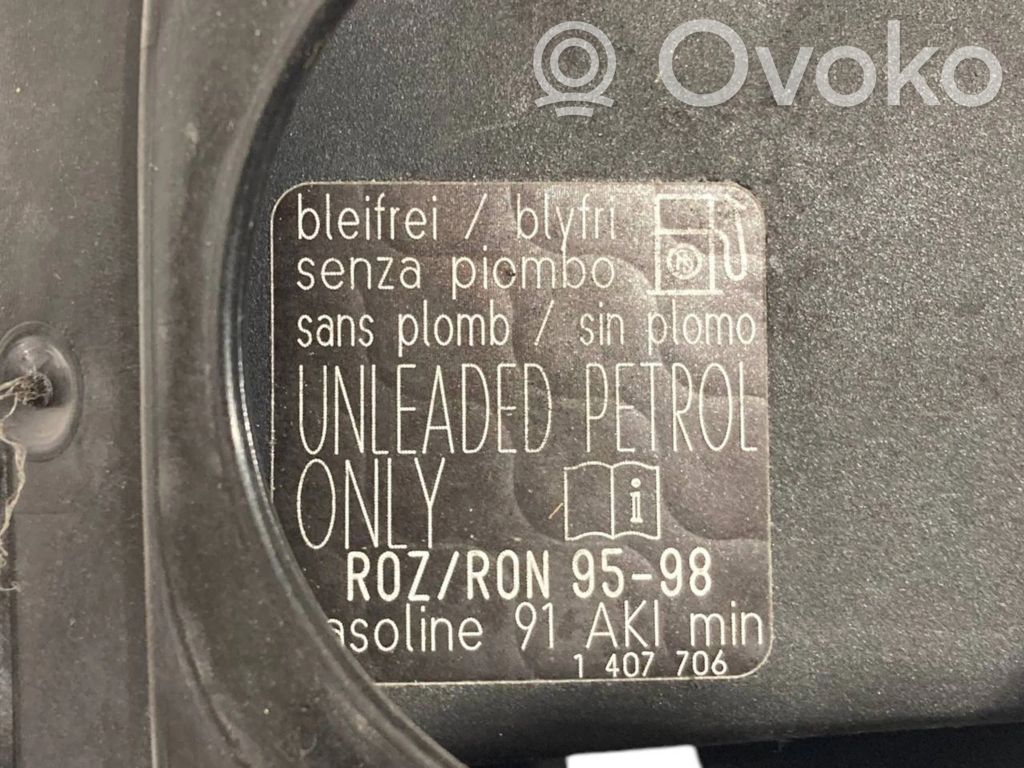 Ovoko
bleifrei / blyfri
senza piombo
sans plomb / sin plomo
UNLEADED PETROL
ONLY
ROZ/RON 95-98
asoline 91 AKI min
1 407 706